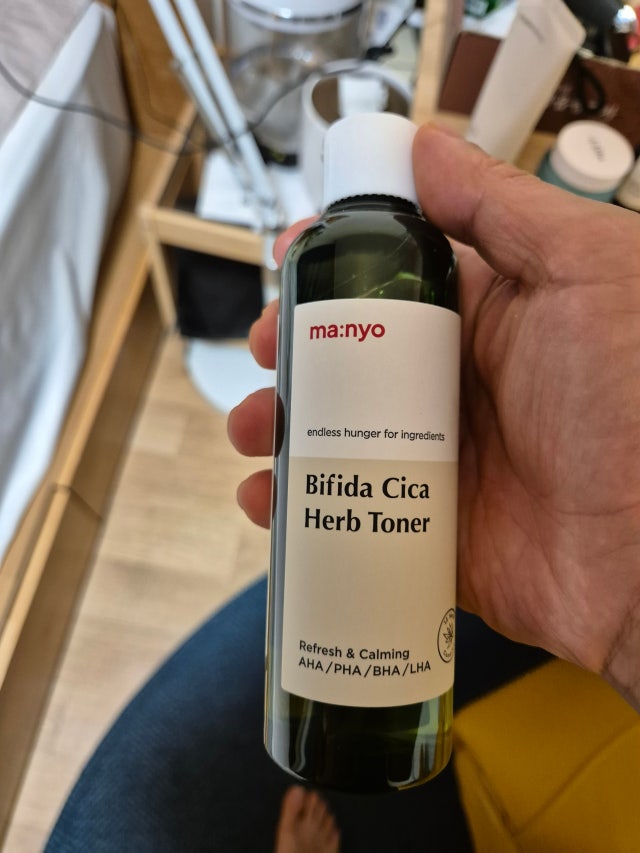 ma:nyo
endless hunger for ingredients
Bifida Cica
Herb Toner
Refresh & Calming
AHA/PHA/BHA/LHA